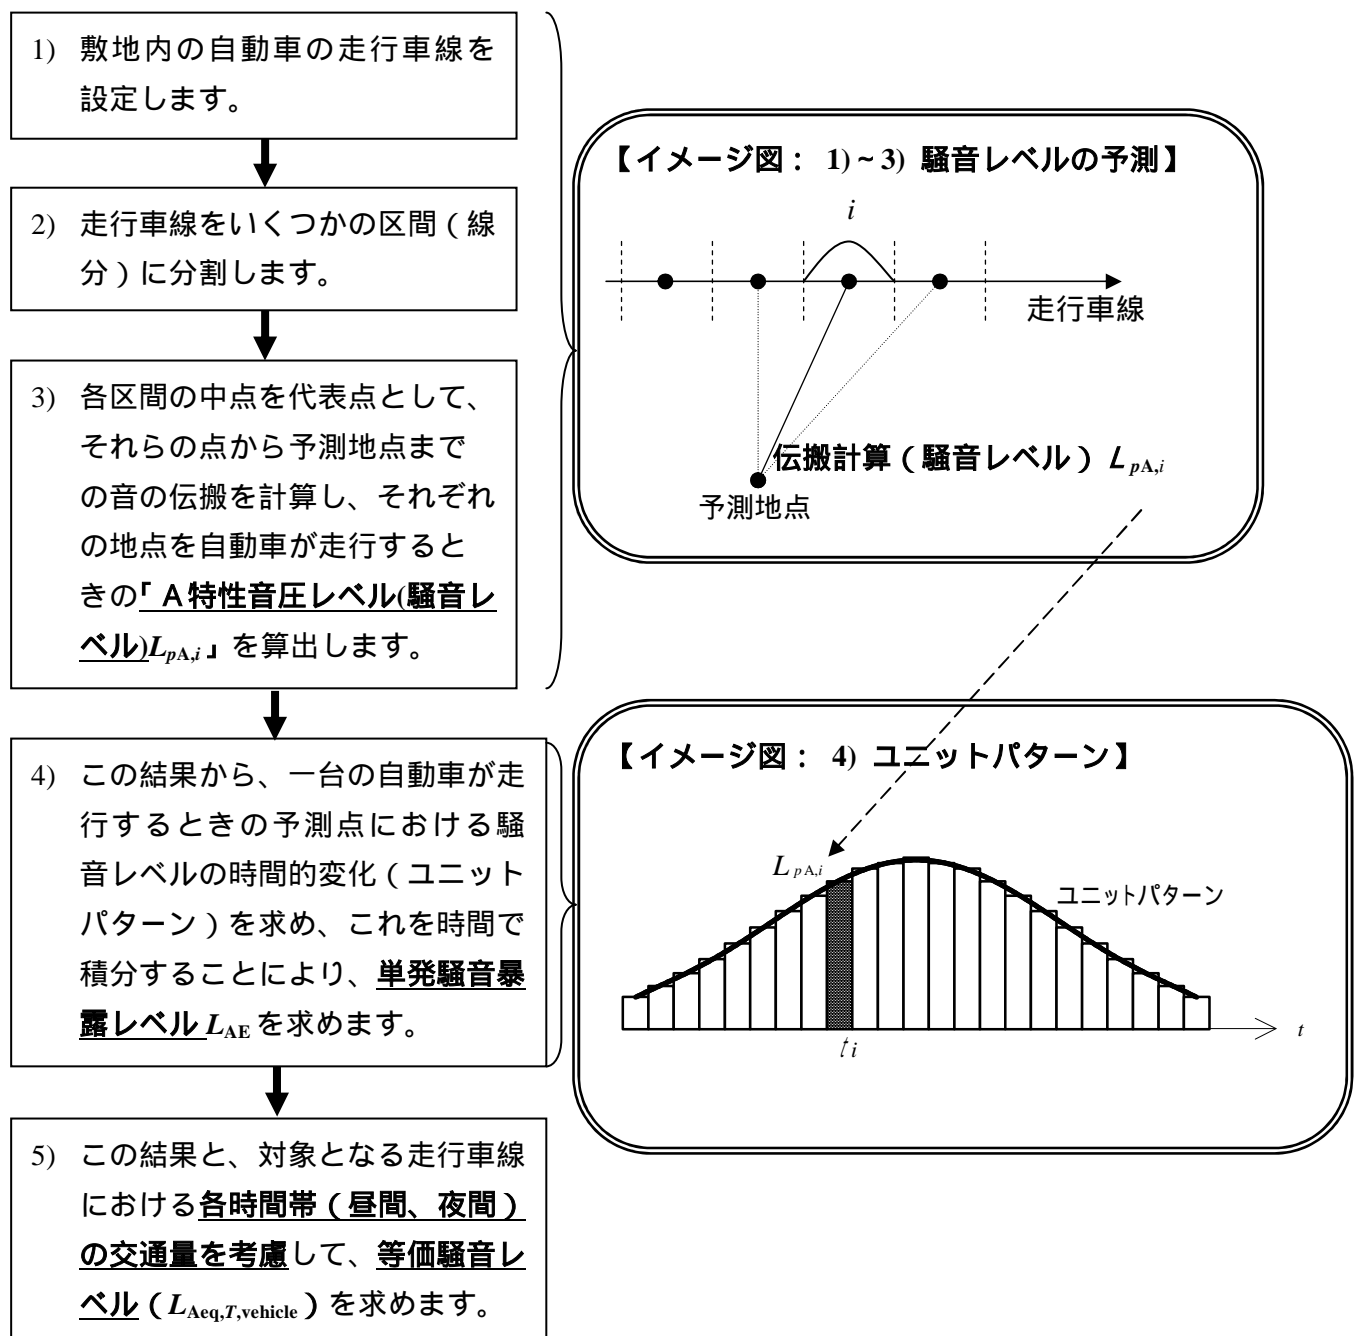 1) 敷地内の自動車の走行車線を
設定します。
2) 走行車線をいくつかの区間（線
分）に分割します。
3) 各区間の中点を代表点として、
それらの点から予測地点まで
の音の伝搬を計算し、それぞれ
の地点を自動車が走行すると
きの「Ａ特性音圧レベル(騒音レ
ベル)LpA,i」を算出します。
【イメージ図： 1)~3) 騒音レベルの予測】
i
走行車線
伝搬計算（騒音レベル）LpA,i
予測地点
4) この結果から、一台の自動車が走
行するときの予測点における騒
音レベルの時間的変化（ユニット
パターン）を求め、これを時間で
積分することにより、単発騒音暴
露レベル LAE を求めます。
【イメージ図： 4) ユニットパターン】
LpA,i
ユニットパターン
t
ti
5) この結果と、対象となる走行車線
における各時間帯（昼間、夜間）
の交通量を考慮して、等価騒音レ
ベル（LAeq,T,vehicle）を求めます。